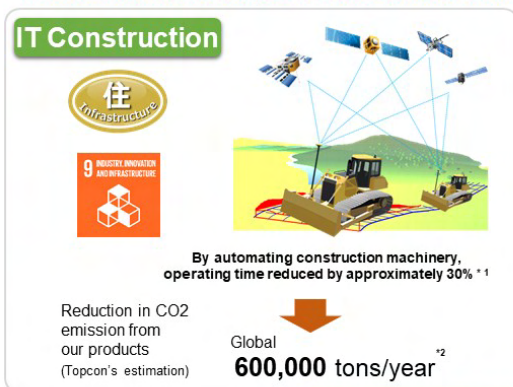 IT Construction
住
Infrastructure
9 INDUSTRY, INNOVATION
AND INFRASTRUCTURE
By automating construction machinery,
operating time reduced by approximately 30% *1
Reduction in CO2
emission from
our products
(Topcon's estimation)
Global
600,000 tons/year*2